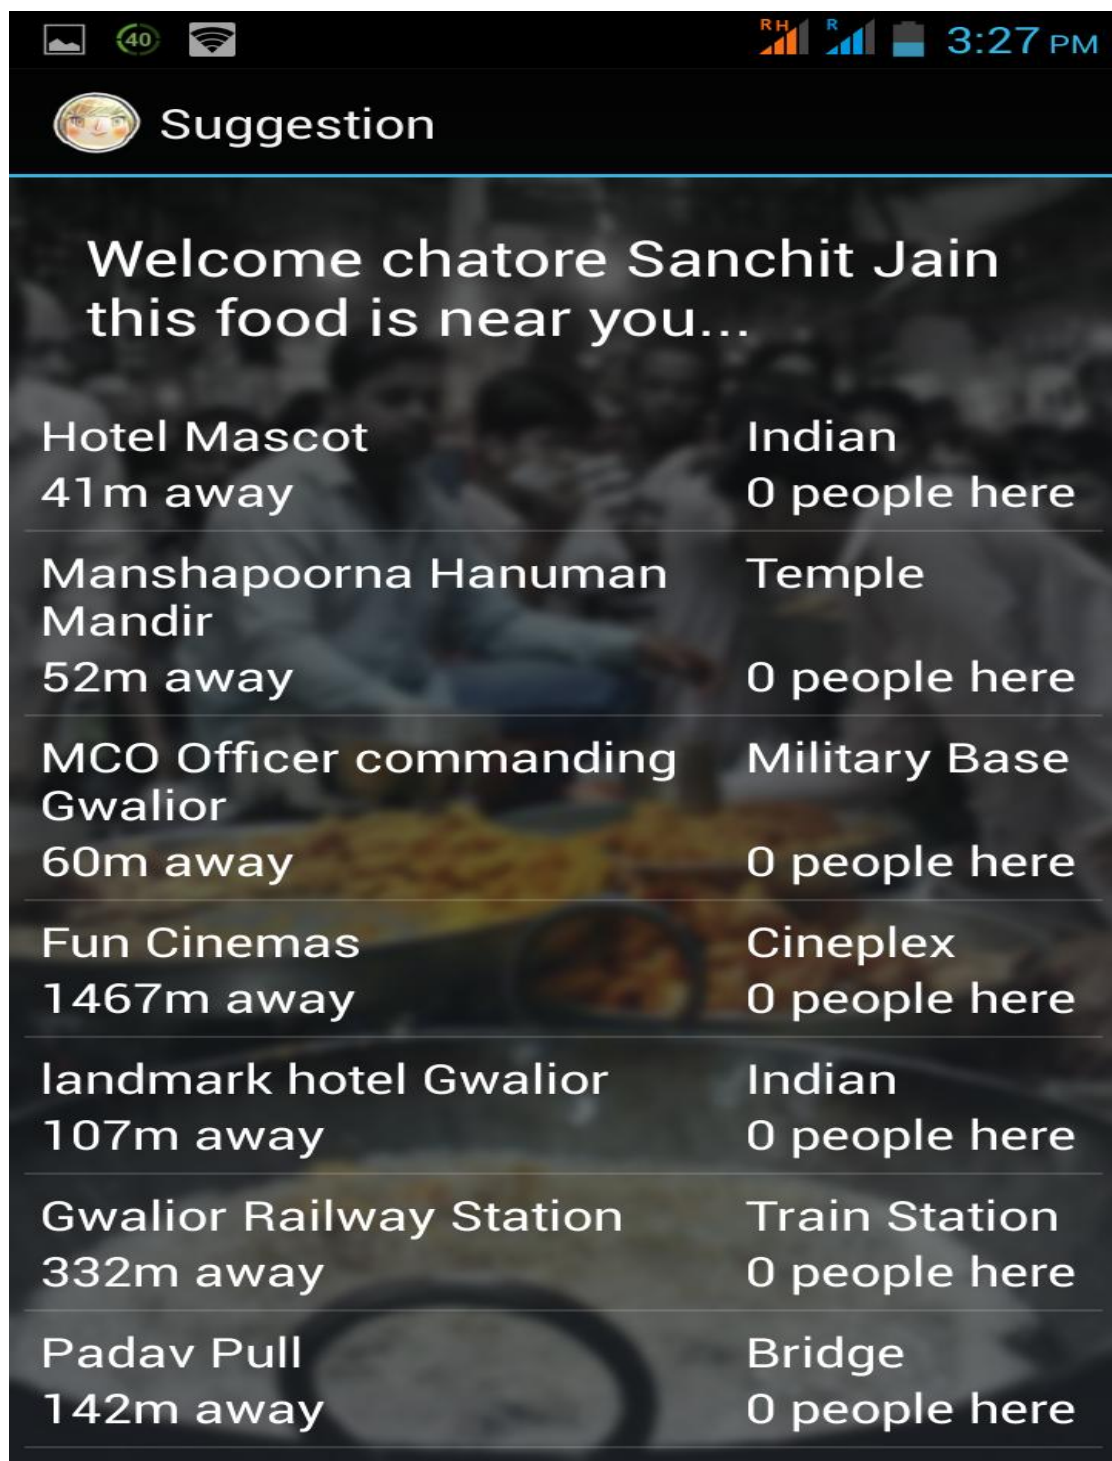 40
R H R 3:27 PM
Suggestion
Welcome chatore Sanchit Jain
this food is near you...
Hotel Mascot Indian
41m away 0 people here
Manshapoorna Hanuman Temple
Mandir
52m away 0 people here
MCO Officer commanding Military Base
Gwalior
60m away 0 people here
Fun Cinemas Cineplex
1467m away 0 people here
landmark hotel Gwalior Indian
107m away 0 people here
Gwalior Railway Station Train Station
332m away 0 people here
Padav Pull Bridge
142m away 0 people here